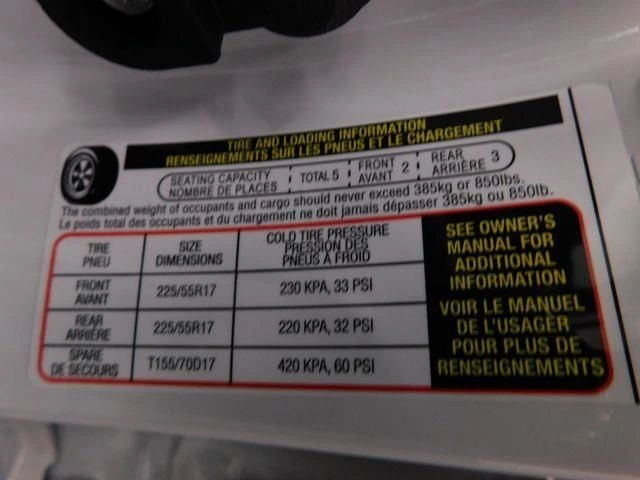 TIRE AND LOADING INFORMATION
RENSEIGNEMENTS SUR LES PNEUS ET LE CHARGEMENT
SEATING CAPACITY
NOMBRE DE PLACES
TOTAL 5
FRONT
AVANT 2
REAR
ARRIÈRE 3
The combined weight of occupants and cargo should never exceed 385kg or 850lbs.
Le poids total des occupants et du chargement ne doit jamais dépasser 385kg ou 850lb.
TIRE
PNEU
SIZE
DIMENSIONS
COLD TIRE PRESSURE
PRESSION DES
PNEUS À FROID
FRONT
AVANT
225/55R17
230 KPA, 33 PSI
REAR
ARRIÈRE
225/55R17
220 KPA, 32 PSI
SPARE
DE SECOURS
T155/70D17
420 KPA, 60 PSI
SEE OWNER'S
MANUAL FOR
ADDITIONAL
INFORMATION
VOIR LE MANUEL
DE L'USAGER
POUR PLUS DE
RENSEIGNEMENTS